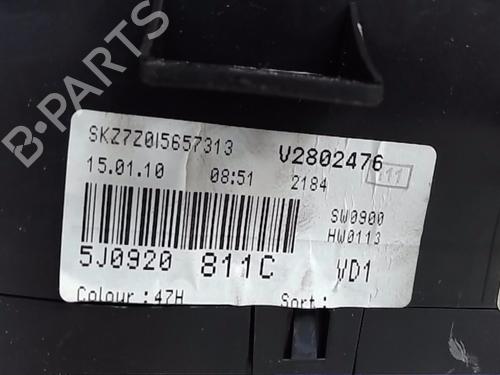 SKZ7Z0I5657313 V2802476
15.01.10 08:51 2184
SW0900
HW0113
5J0920 811C VD1
Colour : 47H Sort :
B-PARTS